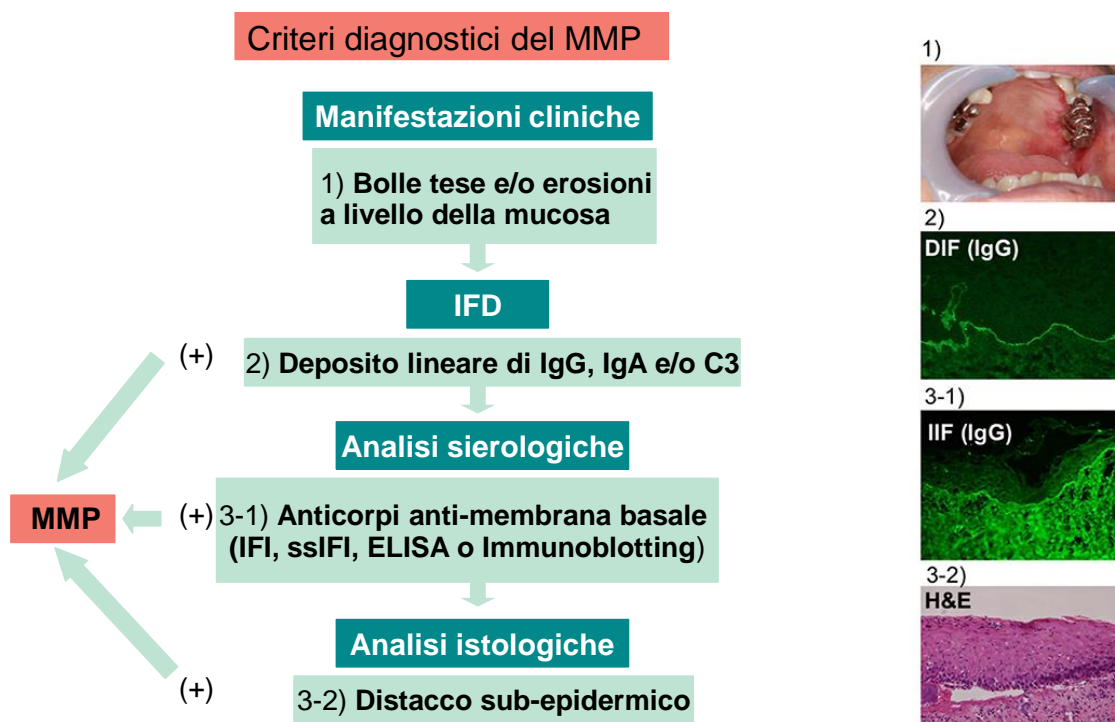 Criteri diagnostici del MMP
Manifestazioni cliniche
1) Bolle tese e/o erosioni
a livello della mucosa
IFD
(+)
2) Deposito lineare di IgG, IgA e/o C3
Analisi sierologiche
MMP
(+)
3-1) Anticorpi anti-membrana basale
(IFI, ssIFI, ELISA o Immunoblotting)
Analisi istologiche
(+)
3-2) Distacco sub-epidermico
1)
2)
DIF (IgG)
3-1)
IIF (IgG)
3-2)
H&E